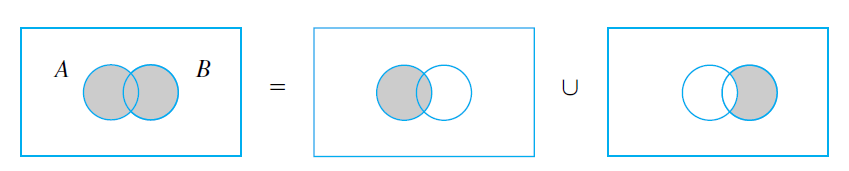 A B = ∪